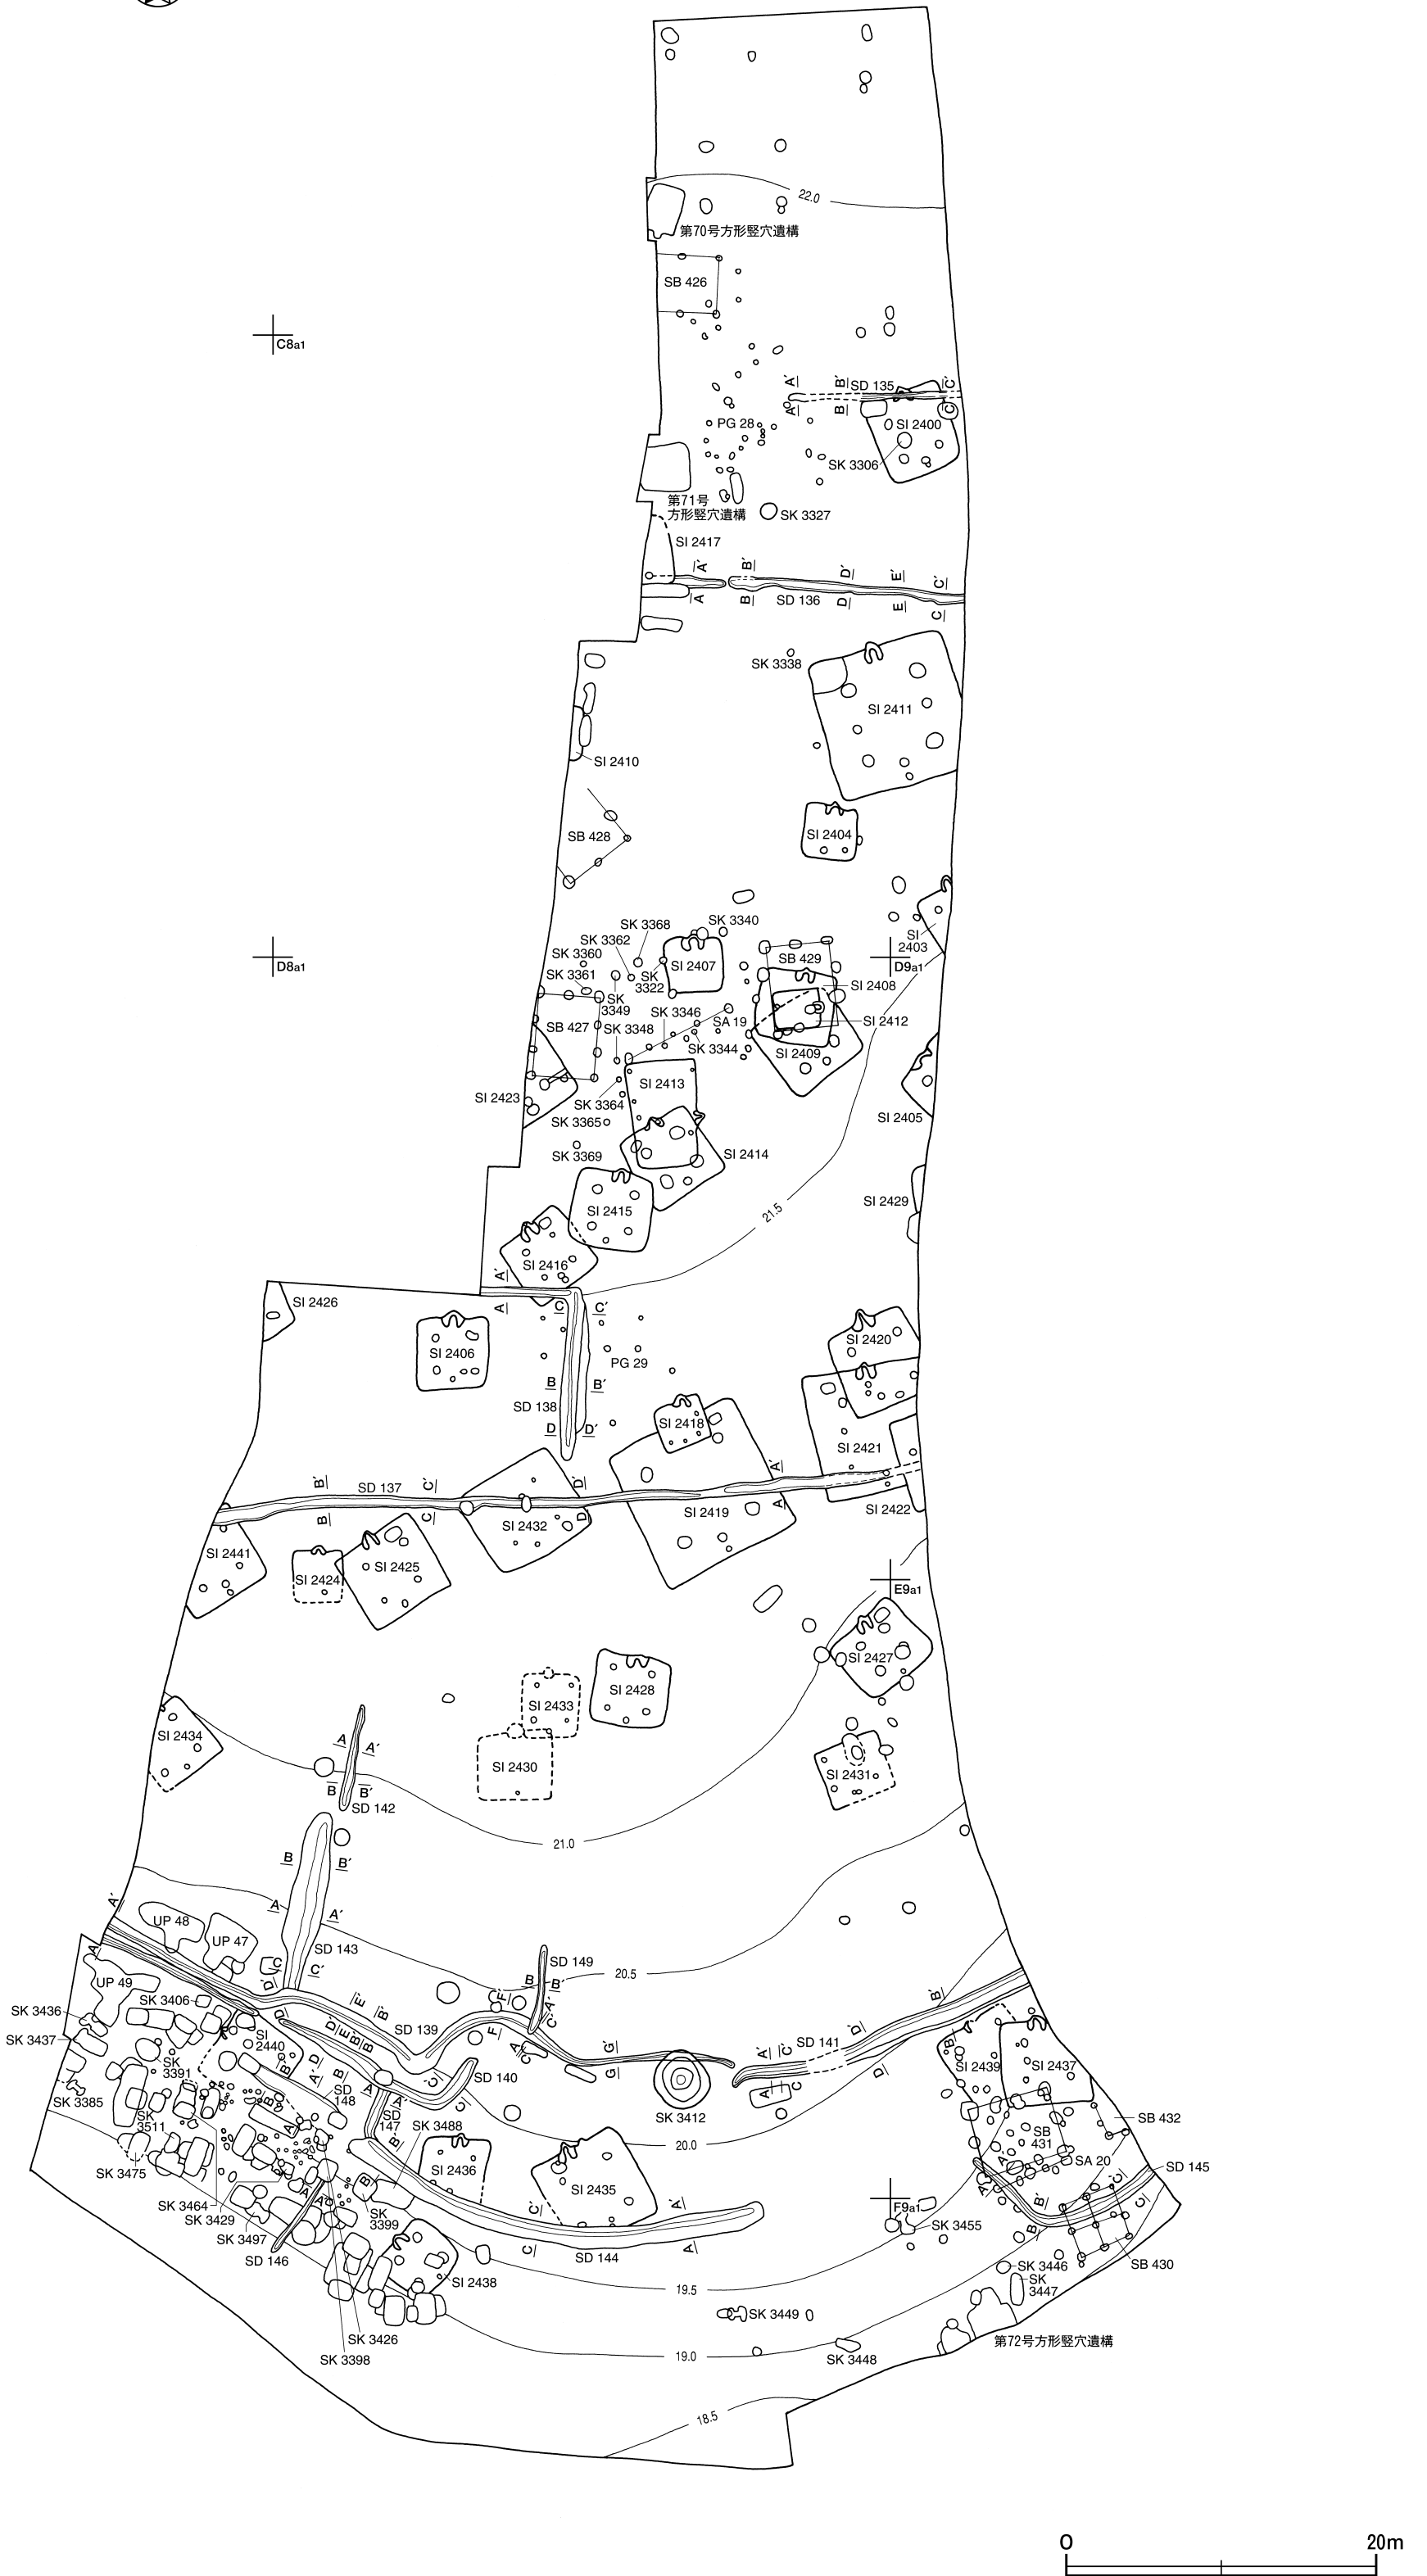 22.0
第70号方形竪穴遺構
SB 426
C8a1
A′
B′
SD 135
C′
A
B
C
PG 28
SI 2400
SK 3306
第71号
方形竪穴遺構
SK 3327
SI 2417
A′
B′
D′
E′
C′
A
B
SD 136
D
E
C
SK 3338
SI 2411
SI 2410
SI 2404
SB 428
SK 3340
SK 3368
SK 3362
SK 3360
SI
2403
D8a1
SI 2407
SB 429
D9a1
SK 3361
SK
3322
SI 2408
SK
3349
SK 3346
SA 19
SI 2412
SB 427
SK 3348
SK 3344
SI 2409
SI 2413
SI 2423
SK 3364
SI 2405
SK 3365
SK 3369
SI 2414
SI 2429
SI 2415
21.5
SI 2416
A′
SI 2426
A
C
C′
SI 2420
SI 2406
PG 29
B
B′
SD 138
SI 2418
D
D′
SI 2421
A′
B′
SD 137
C′
D′
A
SI 2422
B
C
D
SI 2432
SI 2419
SI 2441
SI 2425
SI 2424
E9a1
SI 2427
SI 2428
SI 2433
SI 2434
A
A′
SI 2430
SI 2431
B
B′
SD 142
21.0
B
B′
A
A′
A′
UP 48
UP 47
SD 143
A
SD 149
20.5
C
C′
D′
B
B′
UP 49
SK 3406
SK 3436
E′
B′
SD 139
F′
A′
C′
B′
D
D′
E
B
F
SK 3437
SI
2440
A
C
G′
G
SD 141
D′
A′
C′
SK
3391
SD 140
SI 2439
SI 2437
D
SK 3385
SD
148
SD
147
SK 3488
SK 3412
A
C
SK
3511
SB 432
SB
431
20.0
SA 20
SD 145
SK 3475
SI 2436
SI 2435
SK 3464
SK 3429
SK
3399
F9a1
SK 3455
SK 3497
SD 146
C′
A′
C
SD 144
A
SB 430
SI 2438
19.5
SK 3446
SK
3447
SK 3449
SK 3426
SK 3398
第72号方形竪穴遺構
19.0
SK 3448
18.5
0
20m